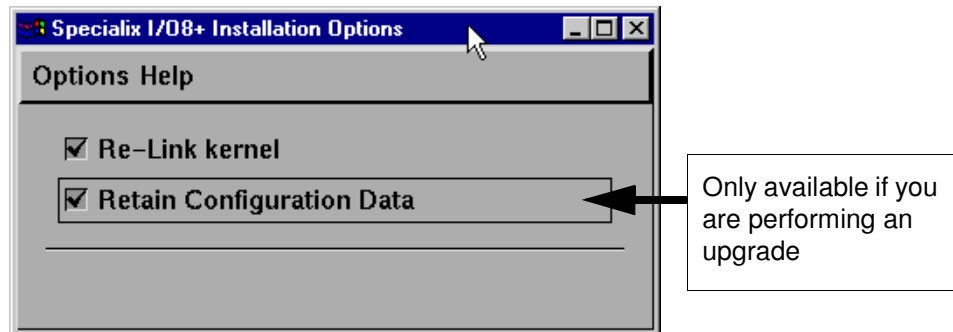 Specialix I/O8+ Installation Options
Options Help
Re-Link kernel
Retain Configuration Data
Only available if you
are performing an
upgrade